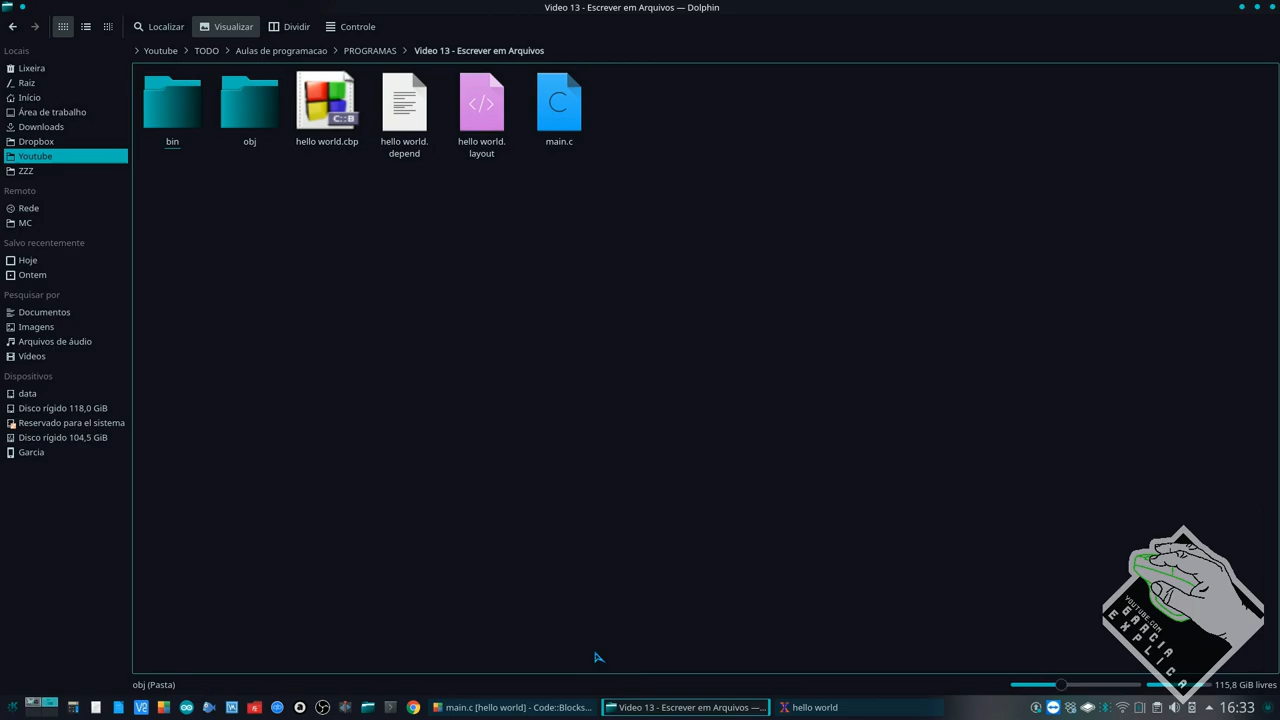 Video 13 - Escrever em Arquivos — Dolphin
Localizar
Visualizar
Dividir
Controle
Locais
Youtube
TODO
Aulas de programacao
PROGRAMAS
Video 13 - Escrever em Arquivos
Lixeira
Raiz
Início
Área de trabalho
Downloads
Dropbox
Youtube
ZZZ
Remoto
Rede
MC
Salvo recentemente
Hoje
Ontem
Pesquisar por
Documentos
Imagens
Arquivos de áudio
Vídeos
Dispositivos
data
Disco rígido 118,0 GiB
Reservado para el sistema
Disco rígido 104,5 GiB
Garcia
C::B
</>
C
bin
obj
hello world.cbp
hello world.
depend
hello world.
layout
main.c
YOUTUBE.COM
GARCIA
EXPLICA
obj (Pasta)
115,8 GiB livres
main.c [hello world] - Code::Blocks...
Video 13 - Escrever em Arquivos —...
hello world
16:33